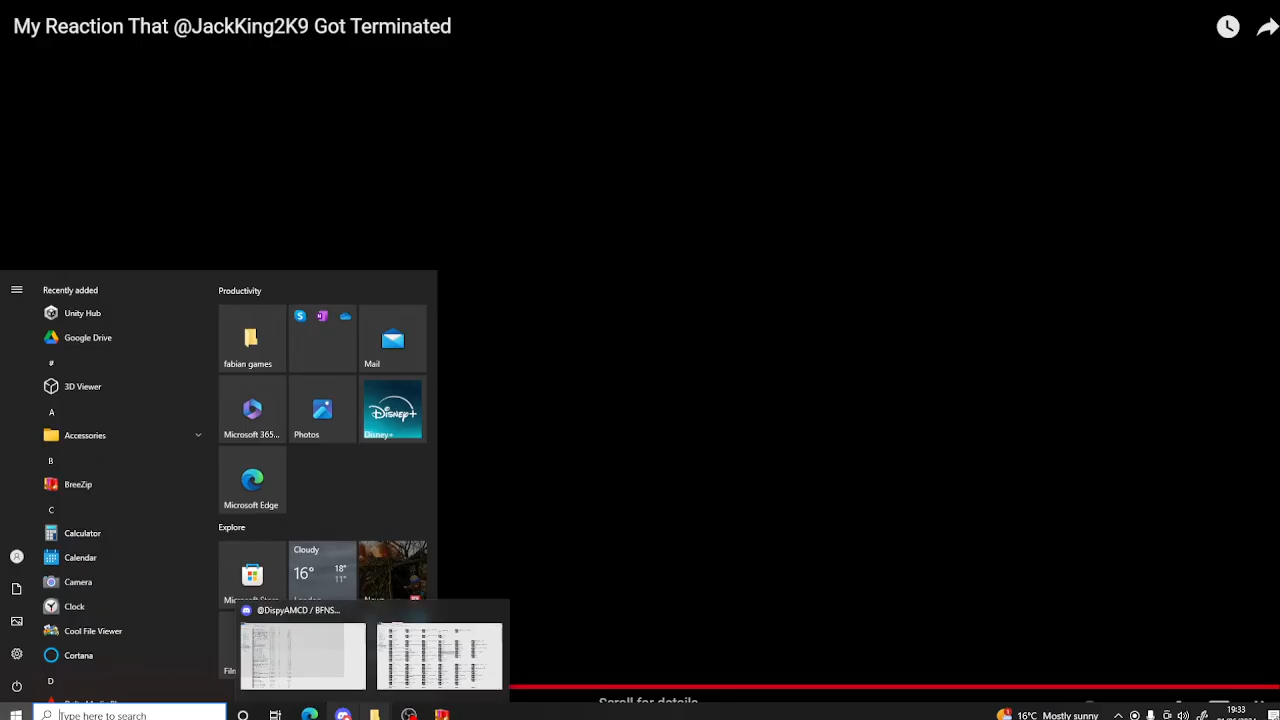 My Reaction That @JackKing2K9 Got Terminated
Recently added
Unity Hub
Google Drive
#
3D Viewer
A
Accessories
B
BreeZip
C
Calculator
Calendar
Camera
Clock
Cool File Viewer
Cortana
D
Productivity
fabian games
Mail
Microsoft 365...
Photos
Disney+
Disney+
Microsoft Edge
Explore
Cloudy
16°
18°
11°
@DispyAMCD / BFNS...
Scroll for details
Type here to search
16°C Mostly sunny
19:33